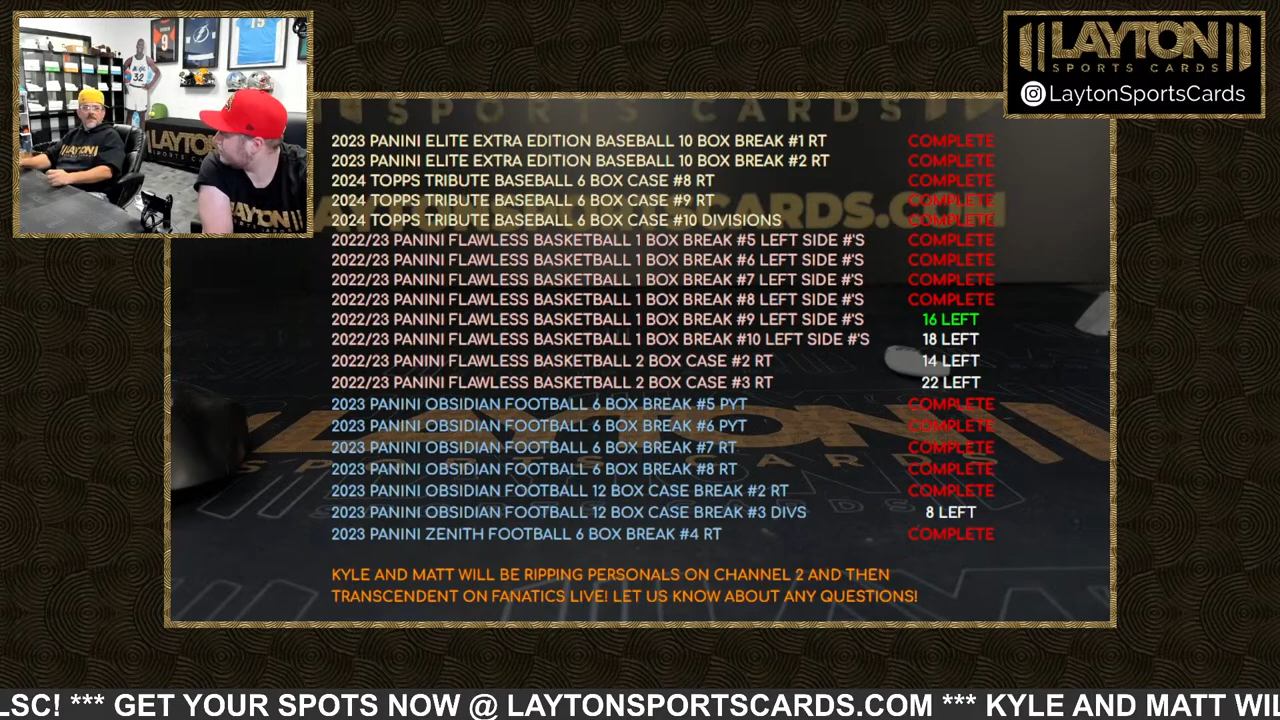 LAYTON
SPORTS CARDS
LaytonSportsCards
9
15
32
LAYTON
LAYTON
LAYTON
SPORTS CARDS
2023 PANINI ELITE EXTRA EDITION BASEBALL 10 BOX BREAK #1 RT COMPLETE
2023 PANINI ELITE EXTRA EDITION BASEBALL 10 BOX BREAK #2 RT COMPLETE
2024 TOPPS TRIBUTE BASEBALL 6 BOX CASE #8 RT COMPLETE
2024 TOPPS TRIBUTE BASEBALL 6 BOX CASE #9 RT COMPLETE
2024 TOPPS TRIBUTE BASEBALL 6 BOX CASE #10 DIVISIONS COMPLETE
2022/23 PANINI FLAWLESS BASKETBALL 1 BOX BREAK #5 LEFT SIDE #'S COMPLETE
2022/23 PANINI FLAWLESS BASKETBALL 1 BOX BREAK #6 LEFT SIDE #'S COMPLETE
2022/23 PANINI FLAWLESS BASKETBALL 1 BOX BREAK #7 LEFT SIDE #'S COMPLETE
2022/23 PANINI FLAWLESS BASKETBALL 1 BOX BREAK #8 LEFT SIDE #'S COMPLETE
2022/23 PANINI FLAWLESS BASKETBALL 1 BOX BREAK #9 LEFT SIDE #'S 16 LEFT
2022/23 PANINI FLAWLESS BASKETBALL 1 BOX BREAK #10 LEFT SIDE #'S 18 LEFT
2022/23 PANINI FLAWLESS BASKETBALL 2 BOX CASE #2 RT 14 LEFT
2022/23 PANINI FLAWLESS BASKETBALL 2 BOX CASE #3 RT 22 LEFT
2023 PANINI OBSIDIAN FOOTBALL 6 BOX BREAK #5 PYT COMPLETE
2023 PANINI OBSIDIAN FOOTBALL 6 BOX BREAK #6 PYT COMPLETE
2023 PANINI OBSIDIAN FOOTBALL 6 BOX BREAK #7 RT COMPLETE
2023 PANINI OBSIDIAN FOOTBALL 6 BOX BREAK #8 RT COMPLETE
2023 PANINI OBSIDIAN FOOTBALL 12 BOX CASE BREAK #2 RT COMPLETE
2023 PANINI OBSIDIAN FOOTBALL 12 BOX CASE BREAK #3 DIVS 8 LEFT
2023 PANINI ZENITH FOOTBALL 6 BOX BREAK #4 RT COMPLETE
KYLE AND MATT WILL BE RIPPING PERSONALS ON CHANNEL 2 AND THEN
TRANSCENDENT ON FANATICS LIVE! LET US KNOW ABOUT ANY QUESTIONS!
LSC! *** GET YOUR SPOTS NOW @ LAYTONSPORTSCARDS.COM *** KYLE AND MATT WIL